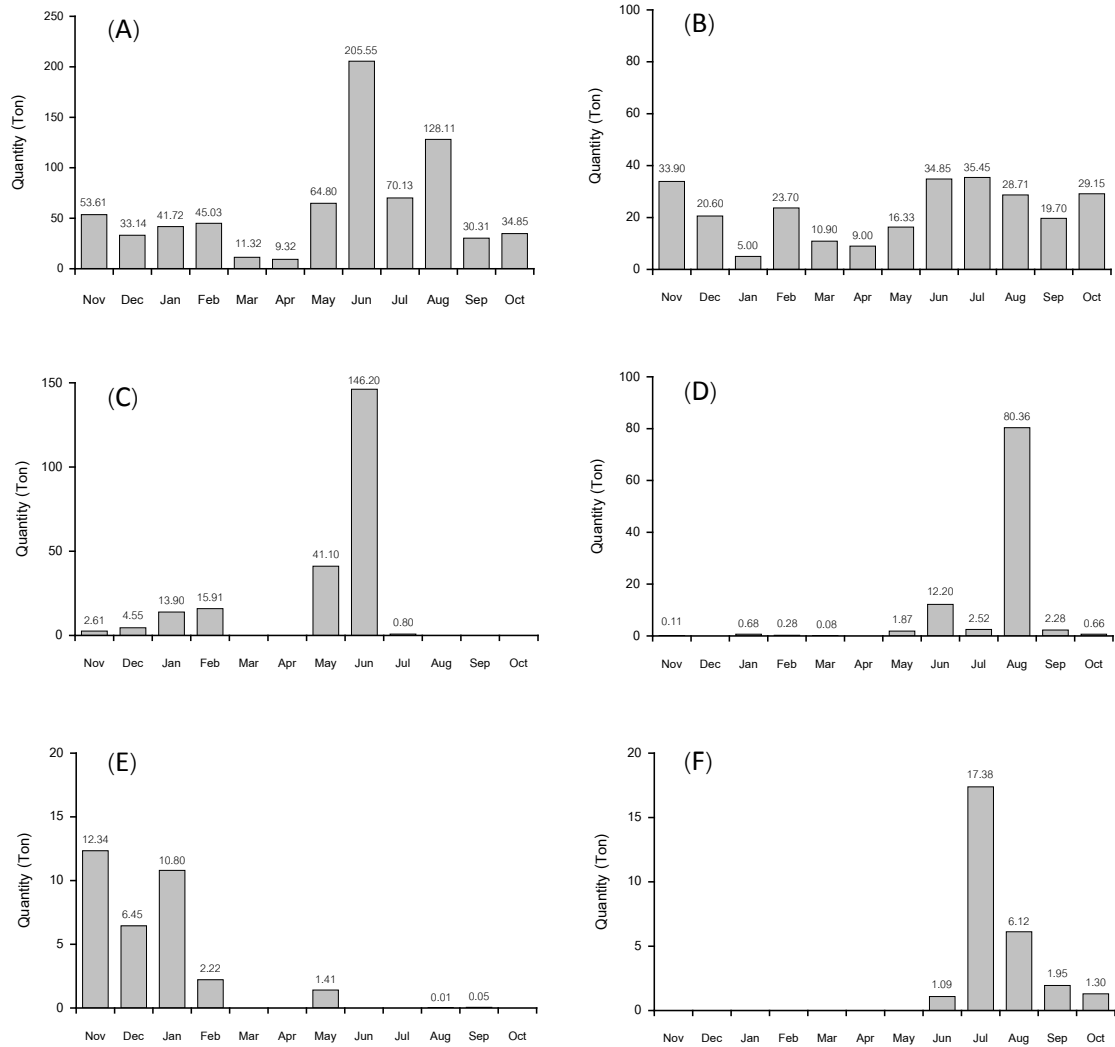 (A)
Quantity (Ton)
250
200
150
100
50
0
53.61 33.14 41.72 45.03 11.32 9.32 64.80 205.55 70.13 128.11 30.31 34.85
Nov Dec Jan Feb Mar Apr May Jun Jul Aug Sep Oct
(B)
Quantity (Ton)
100
80
60
40
20
0
33.90 20.60 5.00 23.70 10.90 9.00 16.33 34.85 35.45 28.71 19.70 29.15
Nov Dec Jan Feb Mar Apr May Jun Jul Aug Sep Oct
(C)
Quantity (Ton)
150
100
50
0
2.61 4.55 13.90 15.91 41.10 146.20 0.80
Nov Dec Jan Feb Mar Apr May Jun Jul Aug Sep Oct
(D)
Quantity (Ton)
100
80
60
40
20
0
0.11 0.68 0.28 0.08 1.87 12.20 2.52 80.36 2.28 0.66
Nov Dec Jan Feb Mar Apr May Jun Jul Aug Sep Oct
(E)
Quantity (Ton)
20
15
10
5
0
12.34 6.45 10.80 2.22 1.41 0.01 0.05
Nov Dec Jan Feb Mar Apr May Jun Jul Aug Sep Oct
(F)
Quantity (Ton)
20
15
10
5
0
1.09 17.38 6.12 1.95 1.30
Nov Dec Jan Feb Mar Apr May Jun Jul Aug Sep Oct